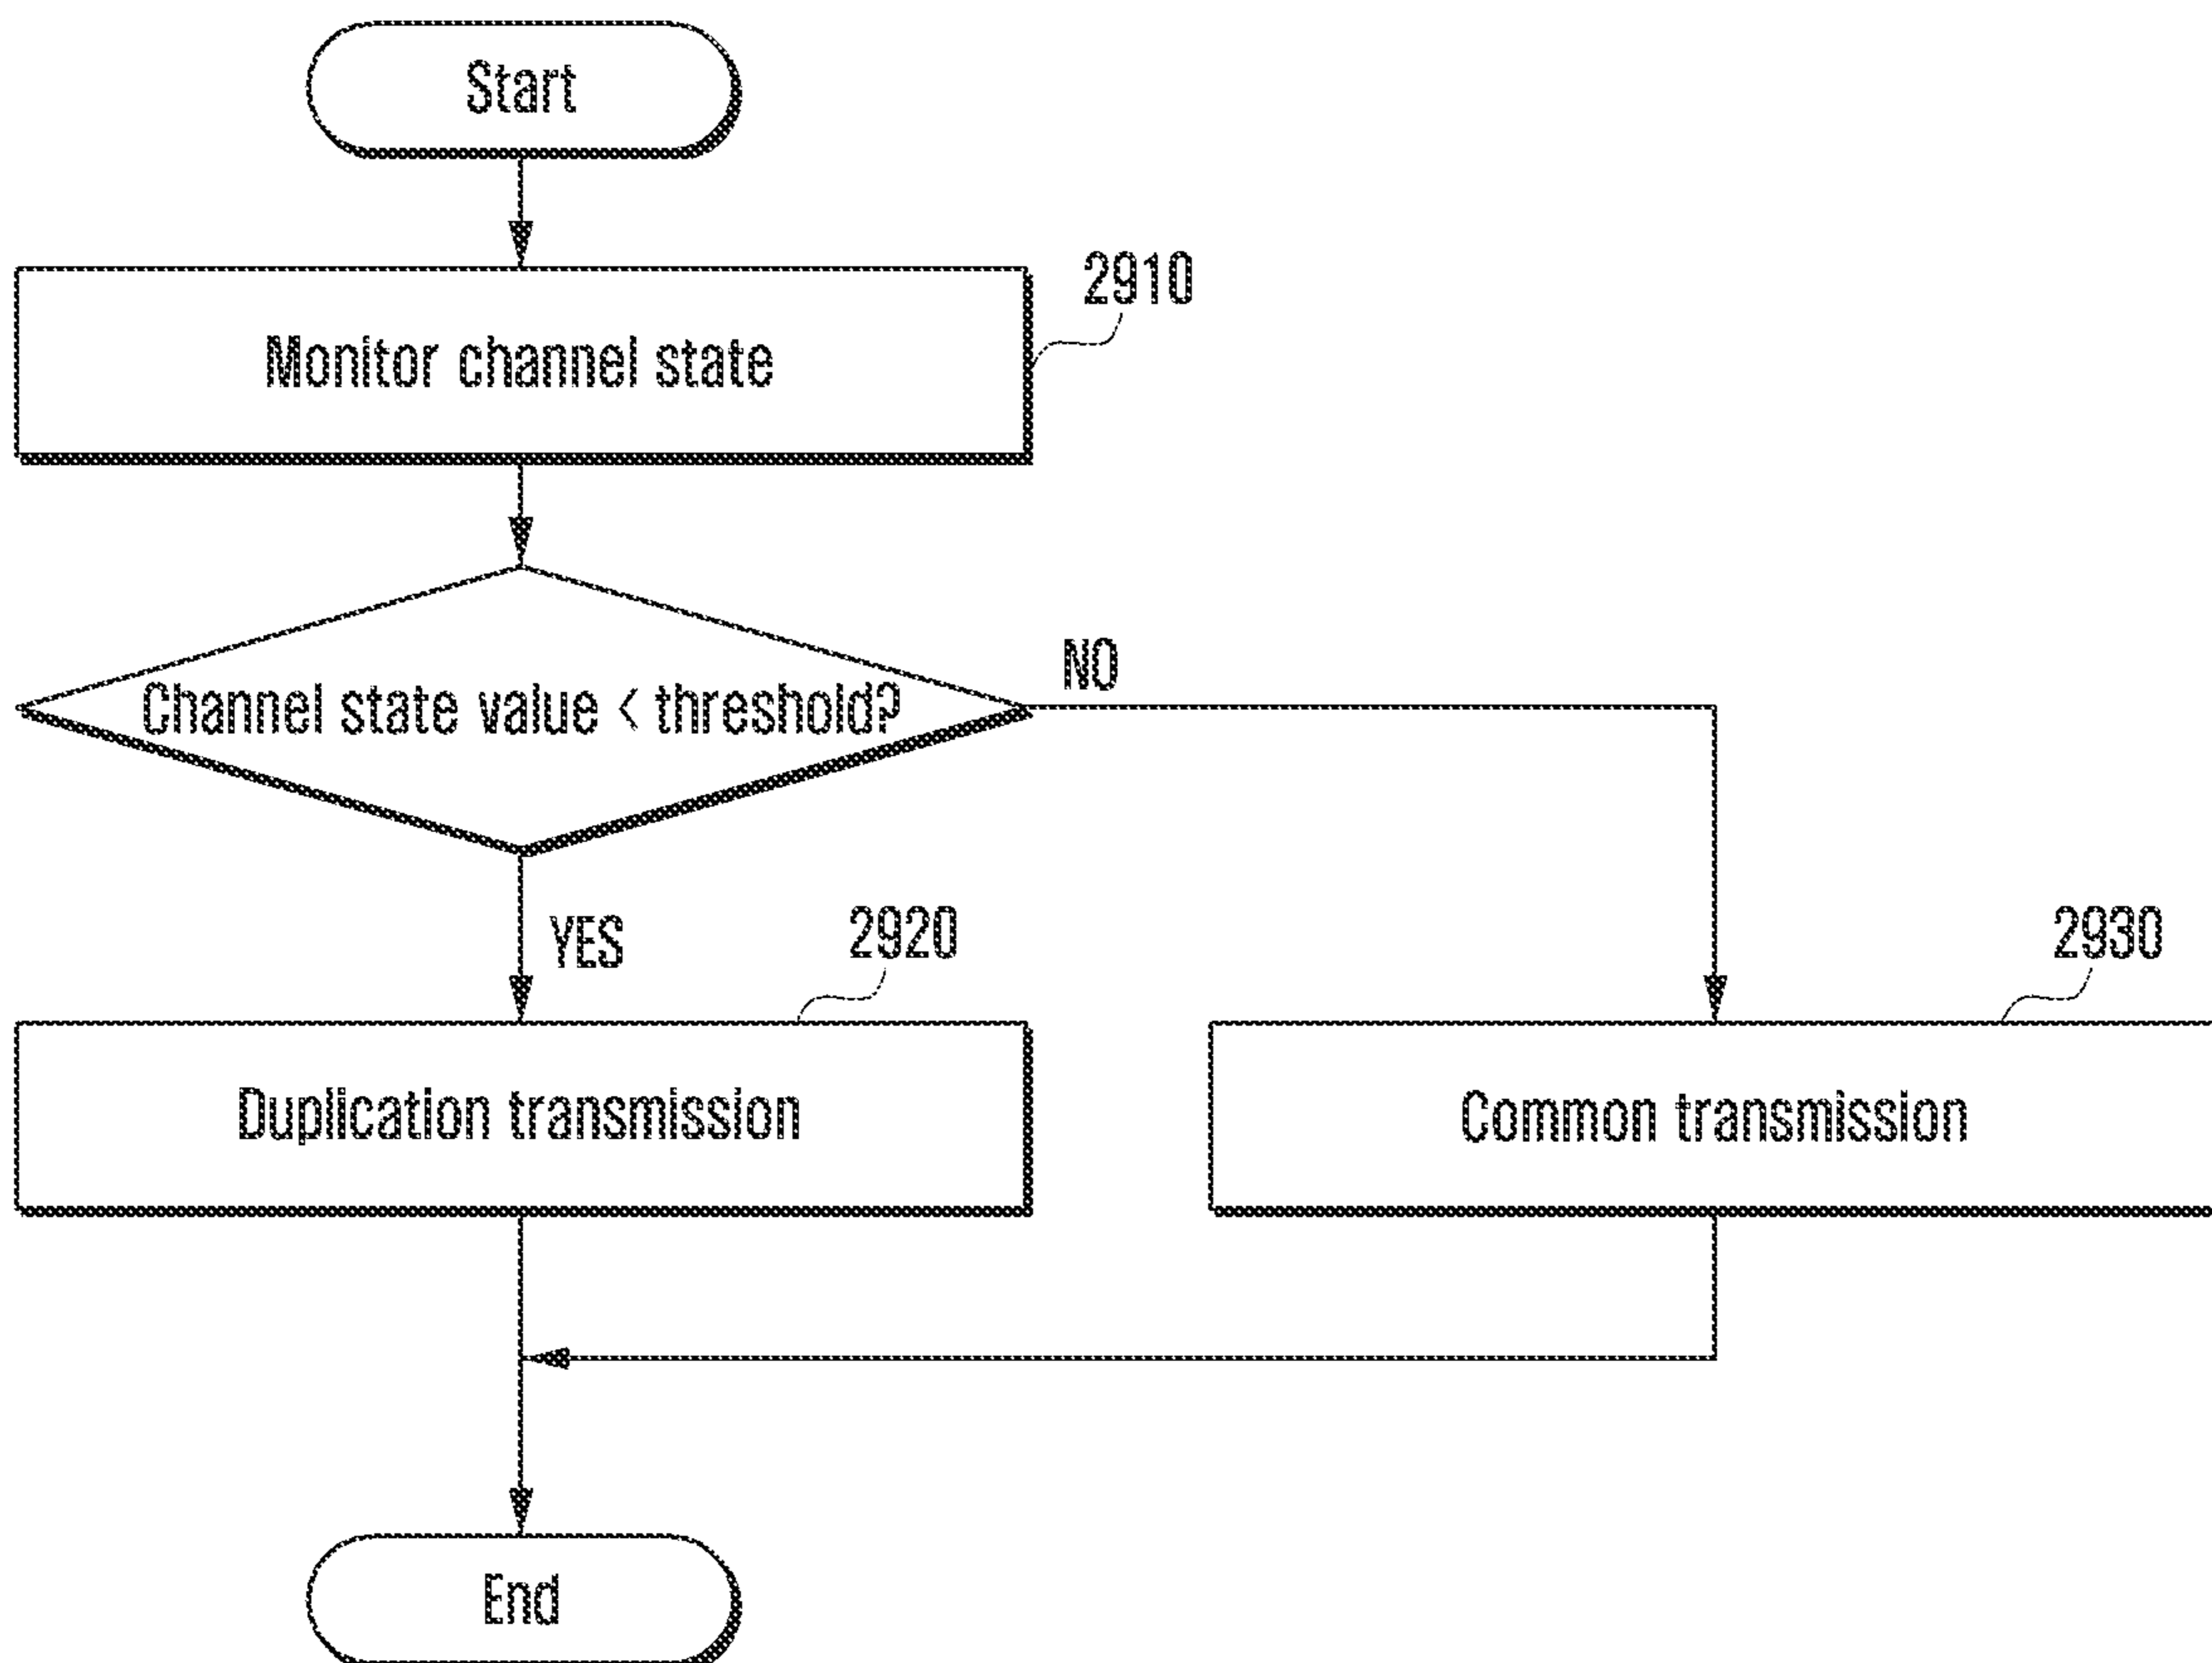 Start
2910
Monitor channel state
NO
Channel state value < threshold?
YES
2920
2930
Duplication transmission
Common transmission
End